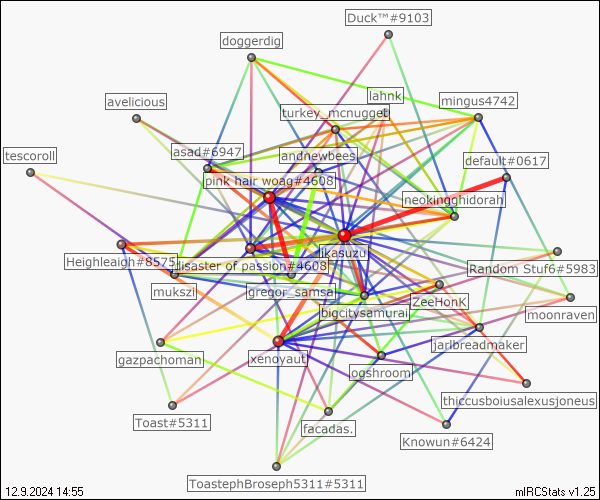 Duck™#9103
doggerdig
lahnk
avelicious
mingus4742
turkey_mcnugget
asad#6947
andnewbees
tescoroll
default#0617
pink hair woag#4608
neokingghidorah
likasuzu
Heighleigh#8575
disaster of passion#4608
Random Stuf6#5983
mukszi
gregor_samsa
ZeeHonK
bigcitysamurai
moonraven
gazpachoman
xenoyaut
jarlbreadmaker
ogshroom
thiccusboiusalexusjoneus
Toast#5311
facadas.
Knowun#6424
ToastephBroseph5311#5311
12.9.2024 14:55
mIRCStats v1.25